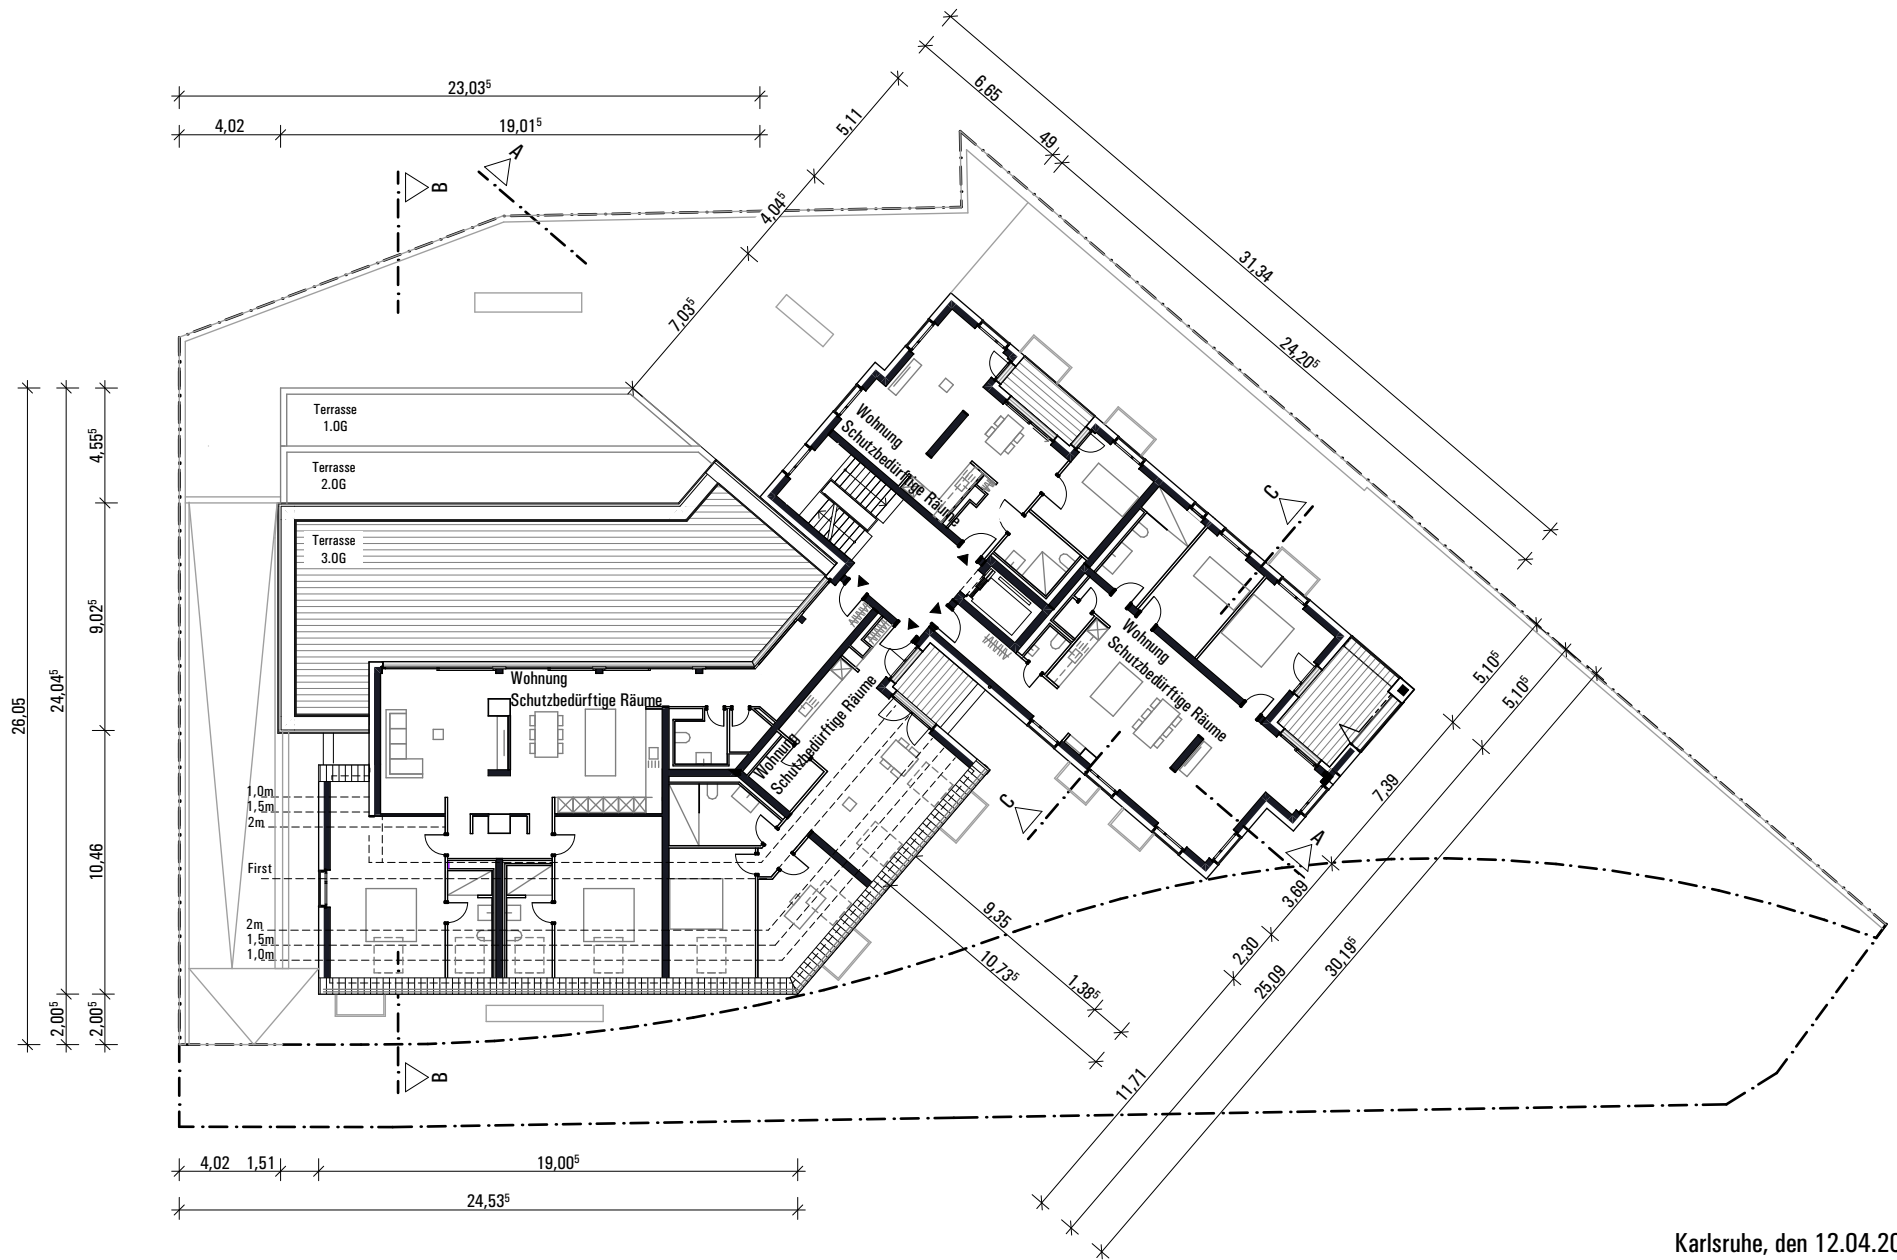 23,03⁵
4,02
19,01⁵
A
B
5,11
4,04⁵
7,03⁵
6,65
49
31,34
24,20⁵
Terrasse
1.OG
Terrasse
2.OG
Terrasse
3.OG
Wohnung
Schutzbedürftige Räume
Wohnung
Schutzbedürftige Räume
Wohnung
Schutzbedürftige Räume
Wohnung
Schutzbedürftige Räume
C
C
A
26,05
24,04⁵
4,55⁵
9,02⁵
10,46
2,00⁵
2,00⁵
1,0m
1,5m
2m
First
2m
1,5m
1,0m
5,10⁵
5,10⁵
7,39
3,69
2,30
25,09
30,19⁵
11,71
9,35
10,73⁵
1,38⁵
B
4,02
1,51
19,00⁵
24,53⁵
Karlsruhe, den 12.04.20